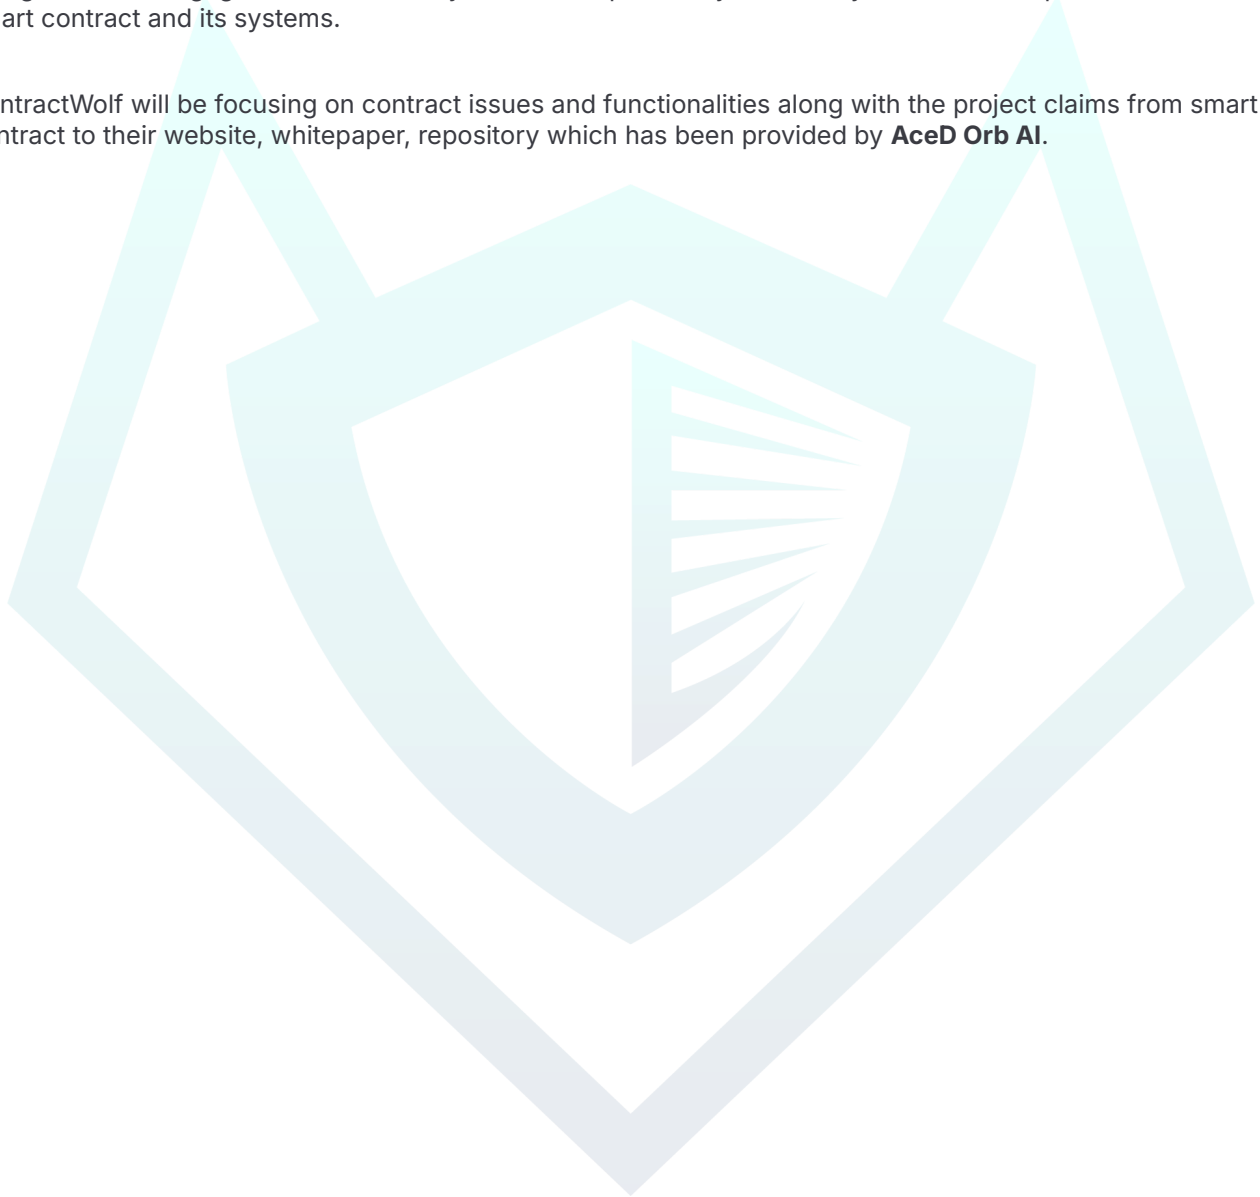 art contract and its systems.
ntractWolf will be focusing on contract issues and functionalities along with the project claims from smart
ntract to their website, whitepaper, repository which has been provided by AceD Orb AI.